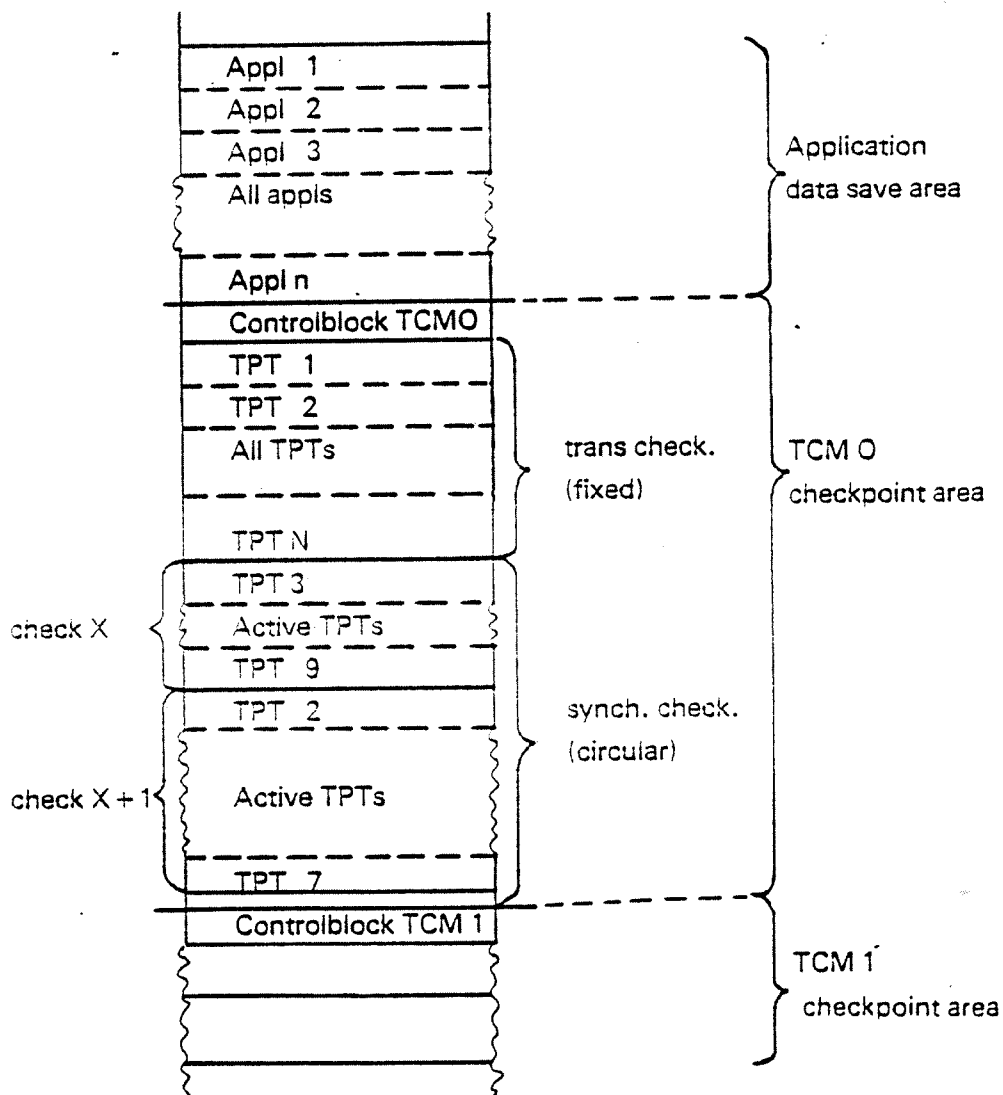 Appl 1
Appl 2
Appl 3
All appls
Appl n
Controlblock TCM0
TPT 1
TPT 2
All TPTs
TPT N
TPT 3
Active TPTs
TPT 9
TPT 2
Active TPTs
TPT 7
Controlblock TCM 1
check X
check X + 1
trans check.
(fixed)
synch. check.
(circular)
Application
data save area
TCM 0
checkpoint area
TCM 1
checkpoint area